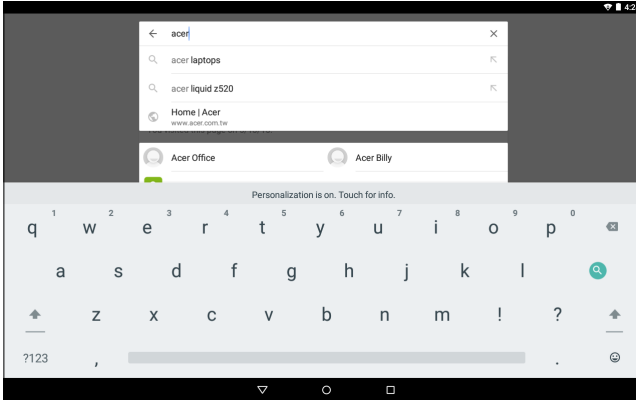 4:2
acer
acer laptops
acer liquid z520
Home | Acer
www.acer.com.tw
Acer Office
Acer Billy
Personalization is on. Touch for info.
1 2 3 4 5 6 7 8 9 0
q w e r t y u i o p
a s d f g h j k l
z x c v b n m ! ?
?123 , .